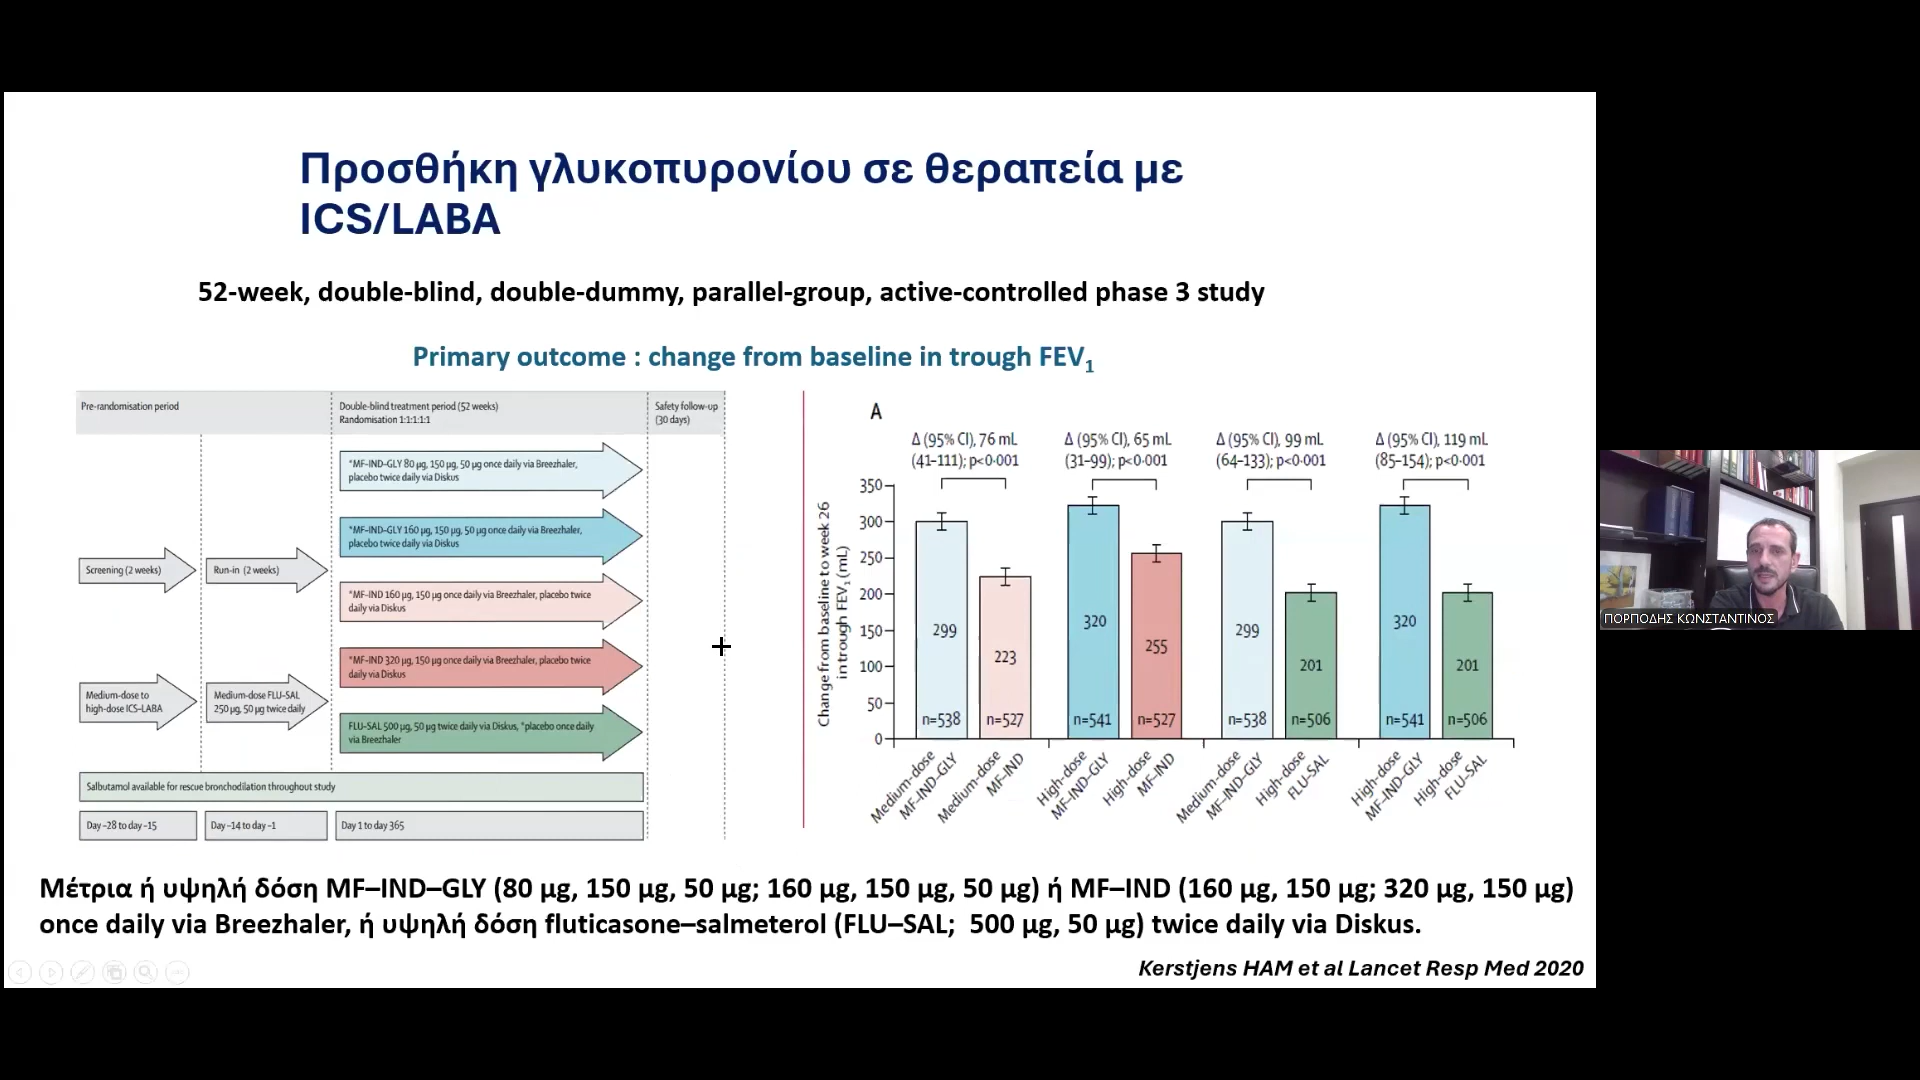 Προσθήκη γλυκοπυρονίου σε θεραπεία με
ICS/LABA
52-week, double-blind, double-dummy, parallel-group, active-controlled phase 3 study
Primary outcome : change from baseline in trough FEV1
Pre-randomisation period
Double-blind treatment period (52 weeks)
Randomisation 1:1:1:1:1
Safety follow-up
(30 days)
*MF–IND–GLY 80 µg, 150 µg, 50 µg once daily via Breezhaler,
placebo twice daily via Diskus
*MF–IND–GLY 160 µg, 150 µg, 50 µg once daily via Breezhaler,
placebo twice daily via Diskus
Screening (2 weeks)
Run-in (2 weeks)
*MF–IND 160 µg, 150 µg once daily via Breezhaler, placebo twice
daily via Diskus
*MF–IND 320 µg, 150 µg once daily via Breezhaler, placebo twice
daily via Diskus
Medium-dose to
high-dose ICS-LABA
Medium-dose FLU-SAL
250 µg, 50 µg twice daily
FLU-SAL 500 µg, 50 µg twice daily via Diskus, *placebo once daily
via Breezhaler
Salbutamol available for rescue bronchodilation throughout study
Day –28 to day –15
Day –14 to day –1
Day 1 to day 365
A
Δ (95% CI), 76 mL
(41–111); p<0·001
Δ (95% CI), 65 mL
(31–99); p<0·001
Δ (95% CI), 99 mL
(64–133); p<0·001
Δ (95% CI), 119 mL
(85–154); p<0·001
Change from baseline to week 26
in trough FEV1 (mL)
350
300
250
200
150
100
50
0
299
223
320
255
299
201
320
201
n=538
n=527
n=541
n=527
n=538
n=506
n=541
n=506
Medium-dose
MF–IND–GLY
Medium-dose
MF–IND
High-dose
MF–IND–GLY
High-dose
MF–IND
Medium-dose
MF–IND–GLY
High-dose
FLU–SAL
High-dose
MF–IND–GLY
High-dose
FLU–SAL
Μέτρια ή υψηλή δόση MF–IND–GLY (80 μg, 150 μg, 50 μg; 160 μg, 150 μg, 50 μg) ή MF–IND (160 μg, 150 μg; 320 μg, 150 μg)
once daily via Breezhaler, ή υψηλή δόση fluticasone–salmeterol (FLU–SAL; 500 μg, 50 μg) twice daily via Diskus.
Kerstjens HAM et al Lancet Resp Med 2020
ΠΟΡΠΟΔΗΣ ΚΩΝΣΤΑΝΤΙΝΟΣ